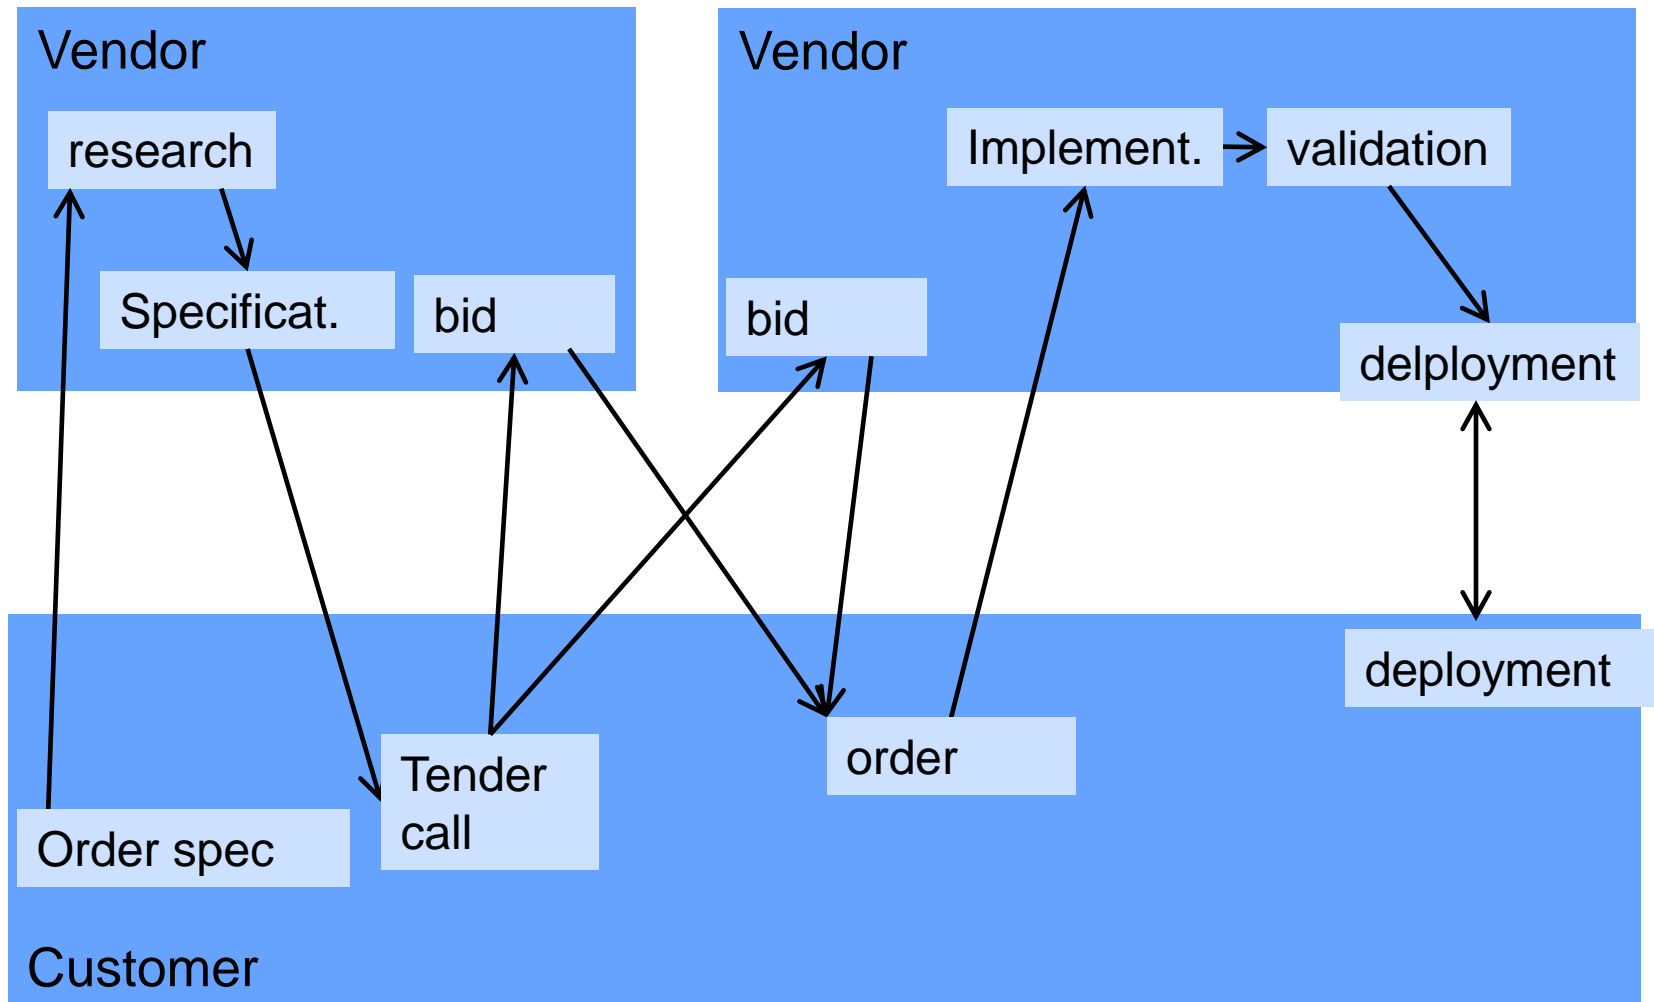 Vendor
research
Specificat.
bid
Vendor
Implement.
validation
bid
delployment
deployment
order
Tender
call
Order spec
Customer